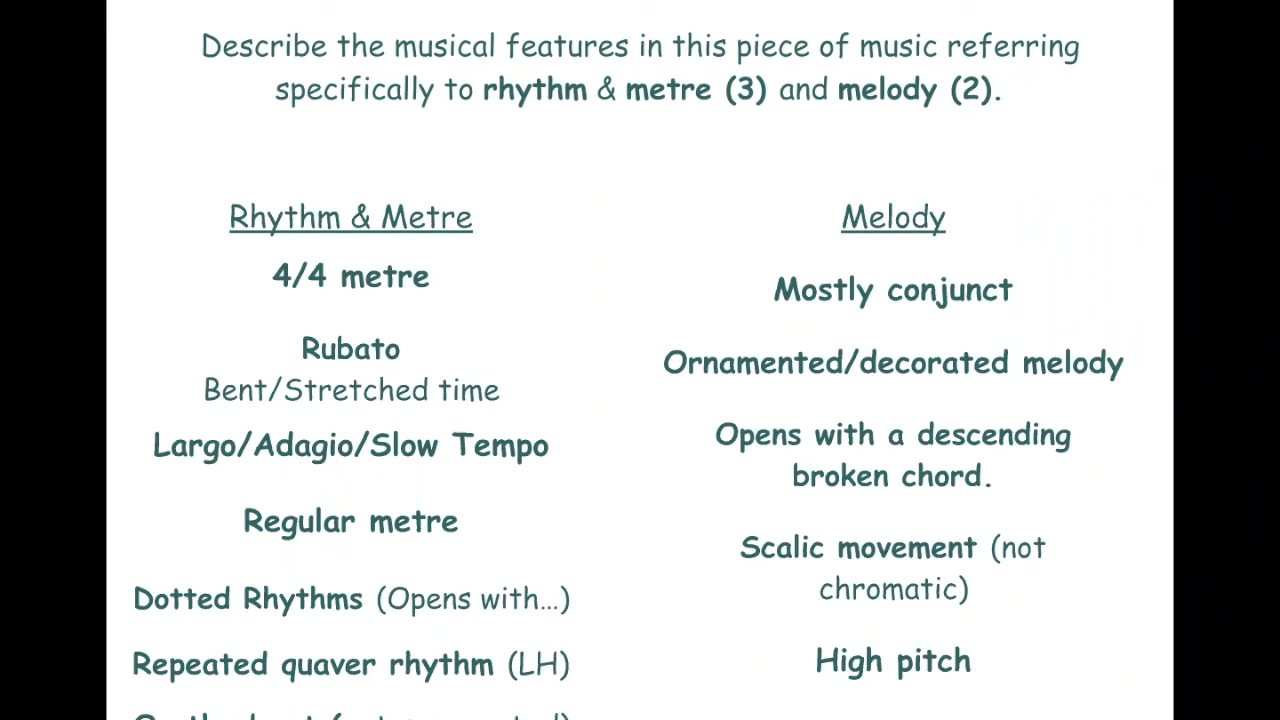 Describe the musical features in this piece of music referring
specifically to rhythm & metre (3) and melody (2).
Rhythm & Metre
4/4 metre
Rubato
Bent/Stretched time
Largo/Adagio/Slow Tempo
Regular metre
Dotted Rhythms (Opens with...)
Repeated quaver rhythm (LH)
Melody
Mostly conjunct
Ornamented/decorated melody
Opens with a descending
broken chord.
Scalic movement (not
chromatic)
High pitch